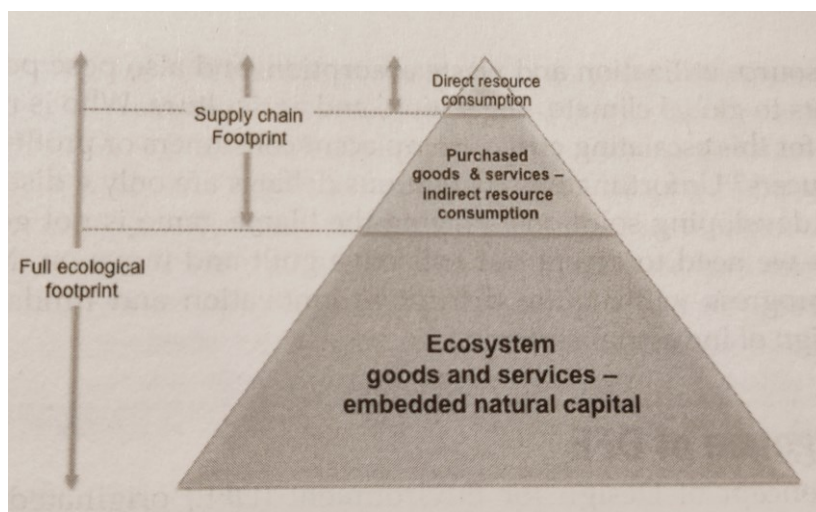 Direct resource
consumption
Supply chain
Footprint
Purchased
goods & services –
indirect resource
consumption
Full ecological
footprint
Ecosystem
goods and services –
embedded natural capital